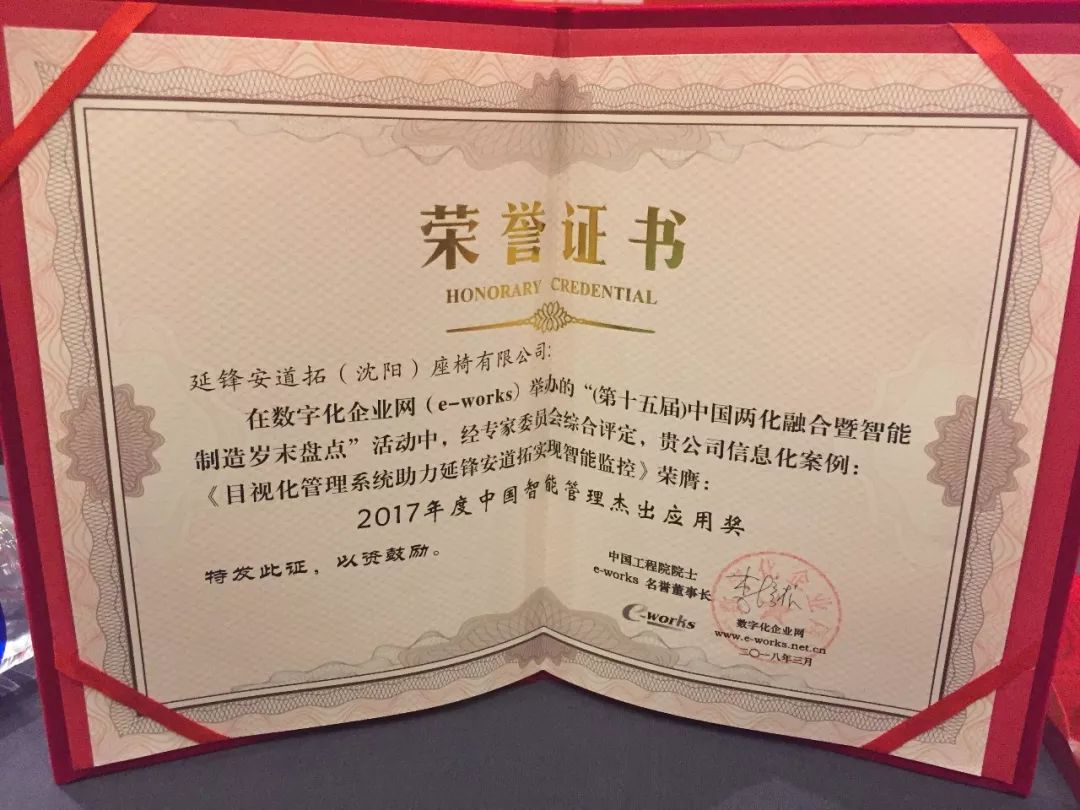 荣誉证书
HONORARY CREDENTIAL
延锋安道拓（沈阳）座椅有限公司：
在数字化企业网（e-works）举办的“(第十五届)中国两化融合暨智能
制造岁末盘点”活动中，经专家委员会综合评定，贵公司信息化案例：
《目视化管理系统助力延锋安道拓实现智能监控》荣膺：
2017年度中国智能管理杰出应用奖
特发此证，以资鼓励。
中国工程院院士
e-works 名誉董事长
e-works
数字化企业网
www.e-works.net.cn
二〇一八年三月